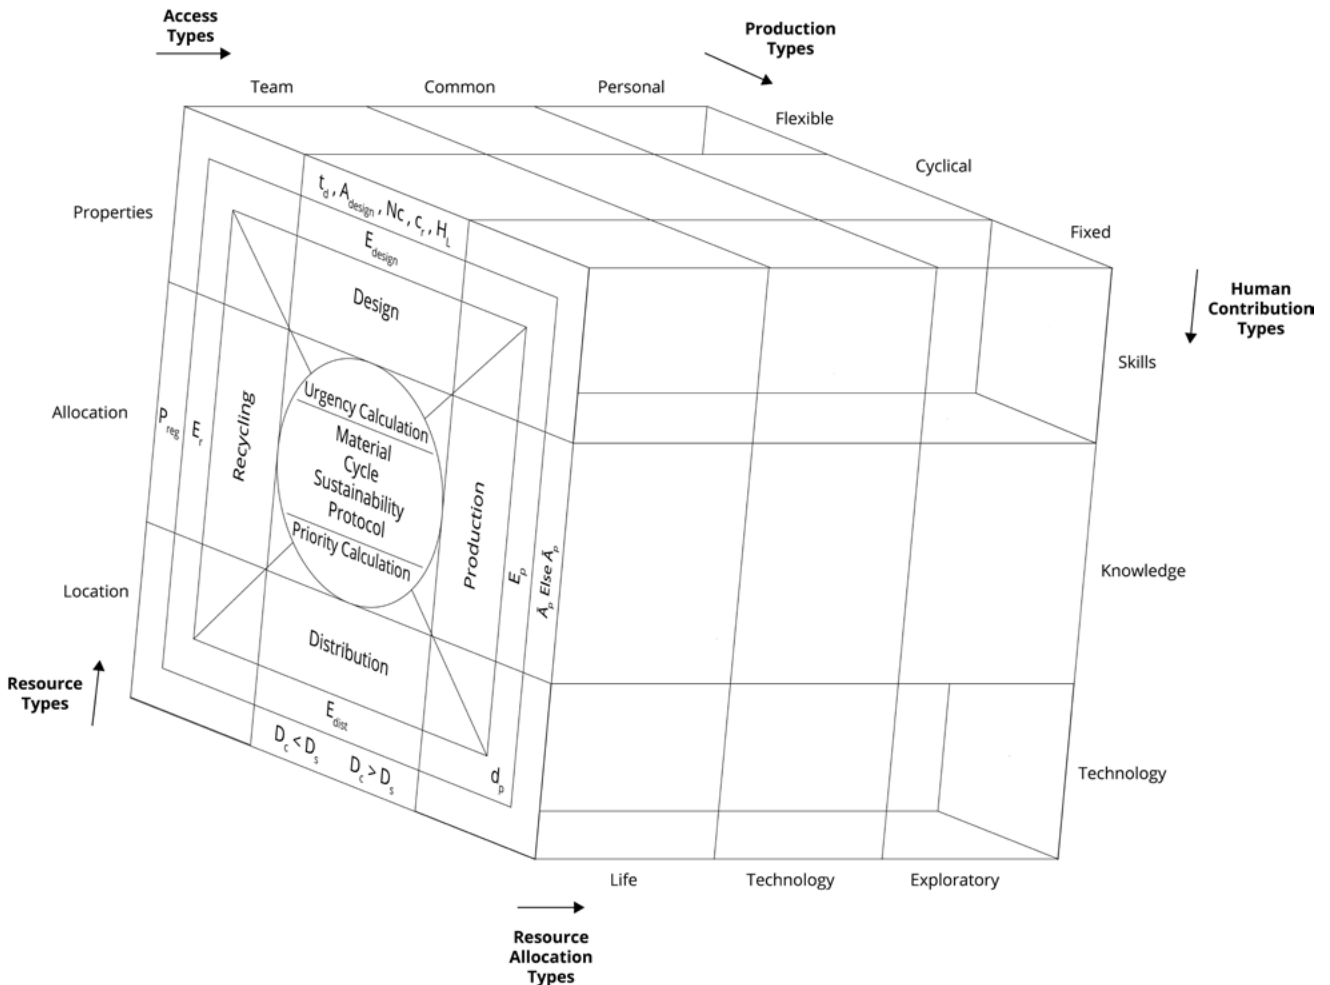 Access
Types
Production
Types
Team
Common
Personal
Flexible
Cyclical
Fixed
Human
Contribution
Types
Skills
Knowledge
Technology
Properties
Allocation
Location
Resource
Types
t_d, A_design, Nc, c_r, H_L
E_design
Design
P_reg
E_r
Recycling
Urgency Calculation
Material
Cycle
Sustainability
Protocol
Priority Calculation
Production
E_p
Ā_p Else Ā_p
Distribution
E_dist
D_c < D_s
D_c > D_s
d_p
Life
Technology
Exploratory
Resource
Allocation
Types